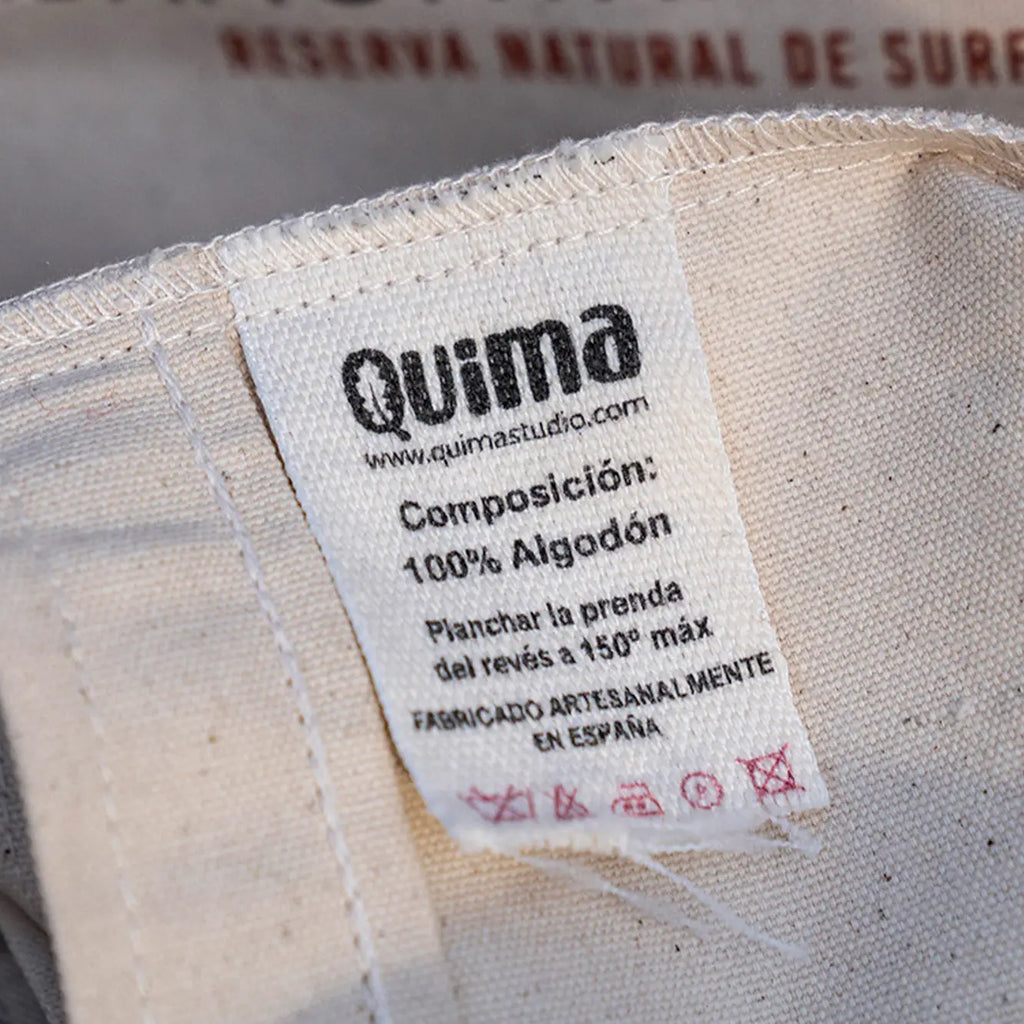 RESERVA NATURAL DE SURF
Quima
www.quimastudio.com
Composición:
100% Algodón
Planchar la prenda
del revés a 150º máx
FABRICADO ARTESANALMENTE
EN ESPAÑA
P